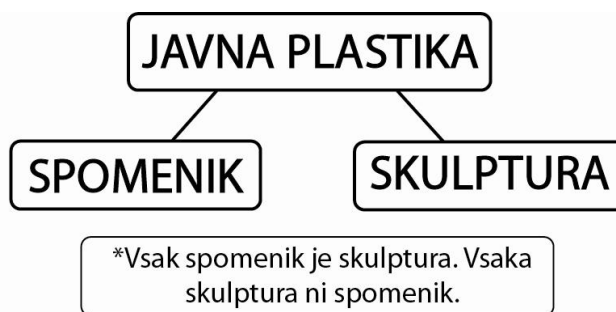 JAVNA PLASTIKA
SPOMENIK
SKULPTURA
*Vsak spomenik je skulptura. Vsaka
skulptura ni spomenik.